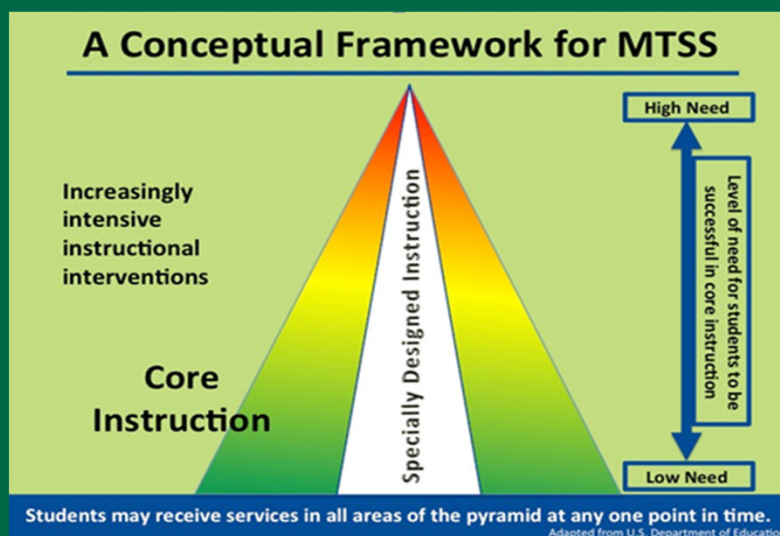 A Conceptual Framework for MTSS
Increasingly
intensive
instructional
interventions
Core
Instruction
Specially Designed Instruction
High Need
Level of need for students to be
successful in core instruction
Low Need
Students may receive services in all areas of the pyramid at any one point in time.
Adapted from U.S. Department of Education